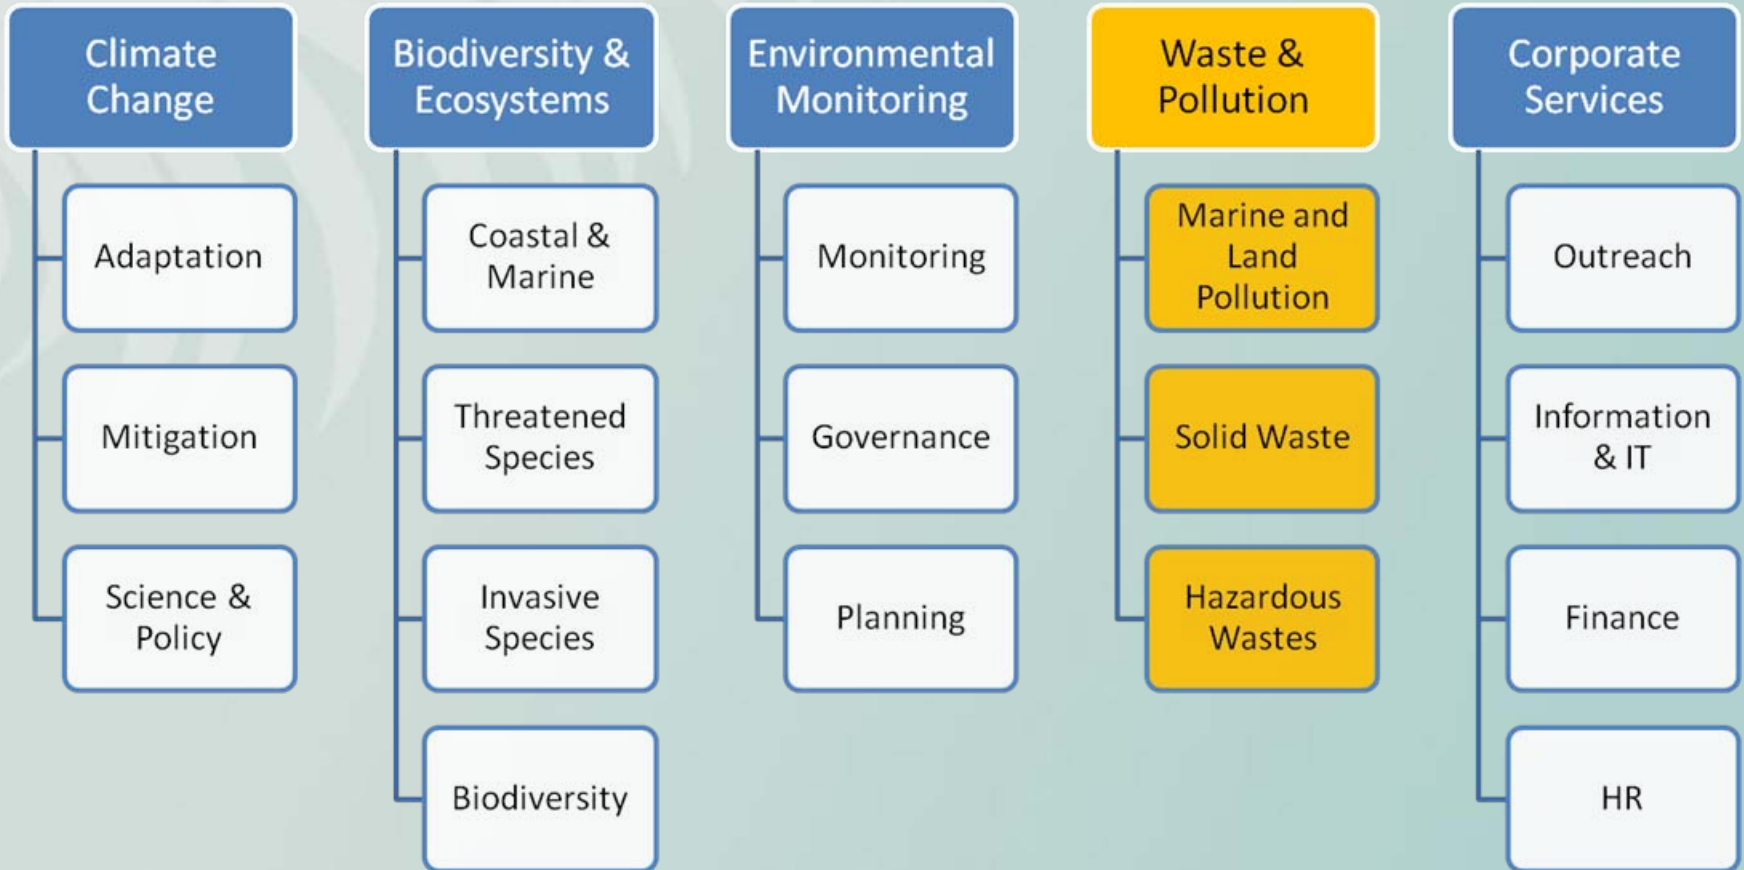 Climate
Change
Adaptation
Mitigation
Science &
Policy
Biodiversity &
Ecosystems
Coastal &
Marine
Threatened
Species
Invasive
Species
Biodiversity
Environmental
Monitoring
Monitoring
Governance
Planning
Waste &
Pollution
Marine and
Land
Pollution
Solid Waste
Hazardous
Wastes
Corporate
Services
Outreach
Information
& IT
Finance
HR